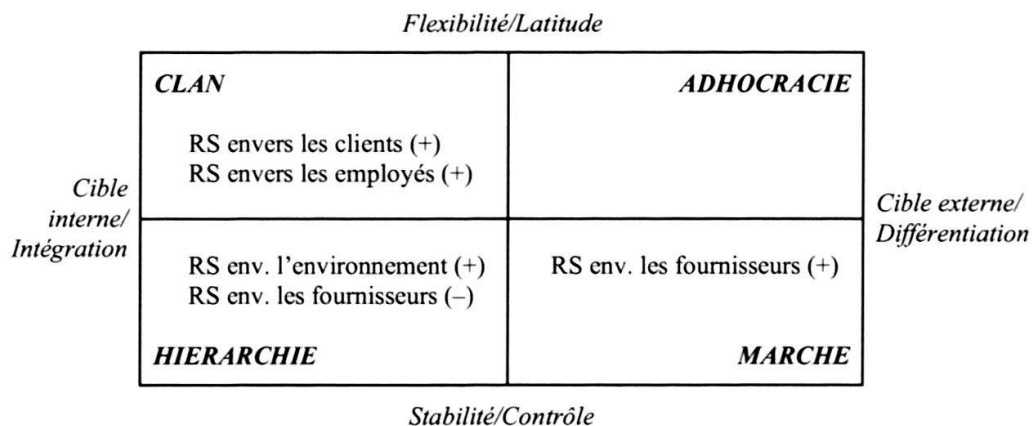 Flexibilité/Latitude
CLAN
ADHOCRACIE
RS envers les clients (+)
RS envers les employés (+)
Cible
interne/
Intégration
Cible externe/
Différentiation
RS env. l'environnement (+)
RS env. les fournisseurs (–)
RS env. les fournisseurs (+)
HIERARCHIE
MARCHE
Stabilité/Contrôle